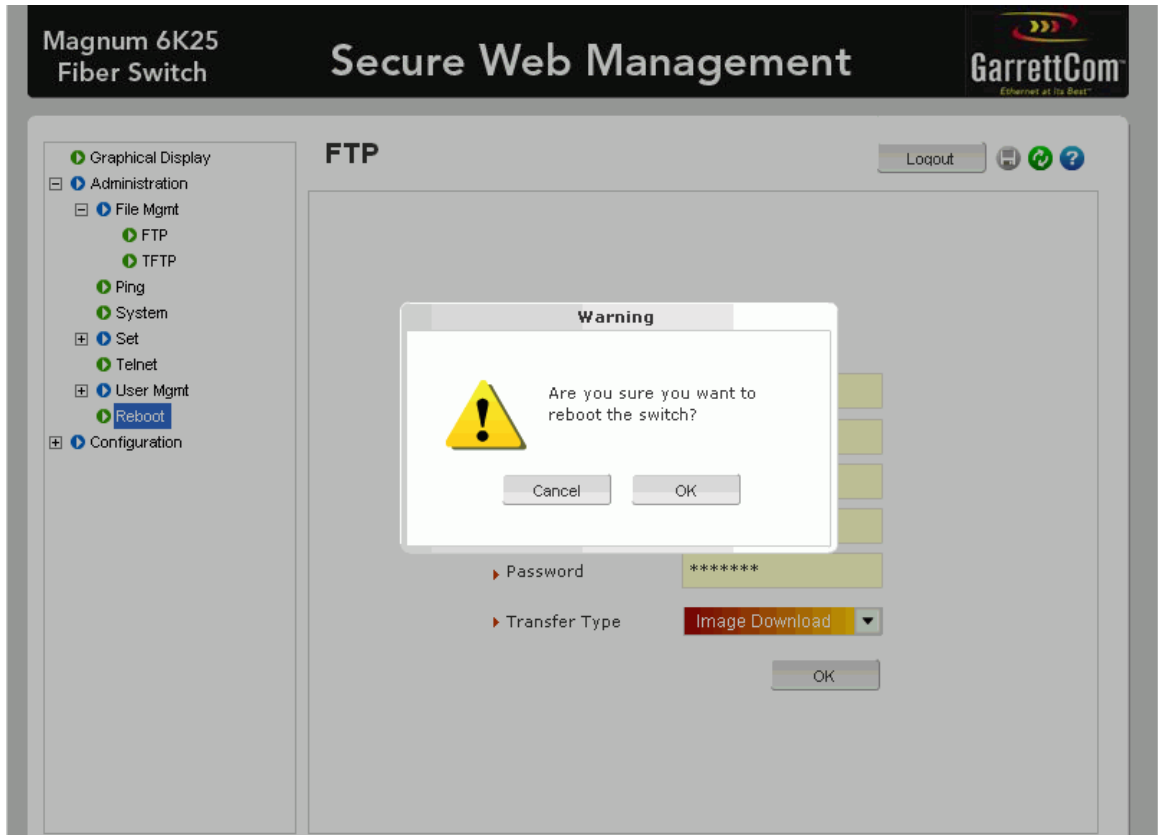 Magnum 6K25
Fiber Switch
Secure Web Management
GarrettCom
Ethernet at its Best
Graphical Display
Administration
File Mgmt
FTP
TFTP
Ping
System
Set
Telnet
User Mgmt
Reboot
Configuration
FTP
Logout
Warning
Are you sure you want to
reboot the switch?
Cancel
OK
Password
*******
Transfer Type
Image Download
OK